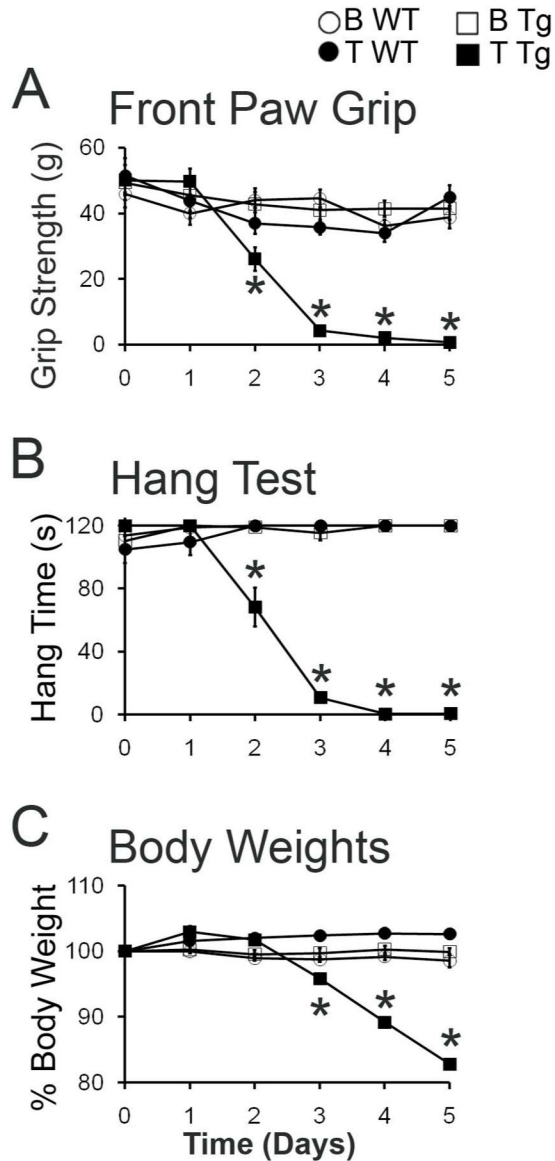 B WT B Tg
T WT T Tg
A Front Paw Grip
Grip Strength (g)
60
40
20
0
0 1 2 3 4 5
* * * *
B Hang Test
Hang Time (s)
120
80
40
0
0 1 2 3 4 5
* * * *
C Body Weights
% Body Weight
110
100
90
80
0 1 2 3 4 5
* * *
Time (Days)